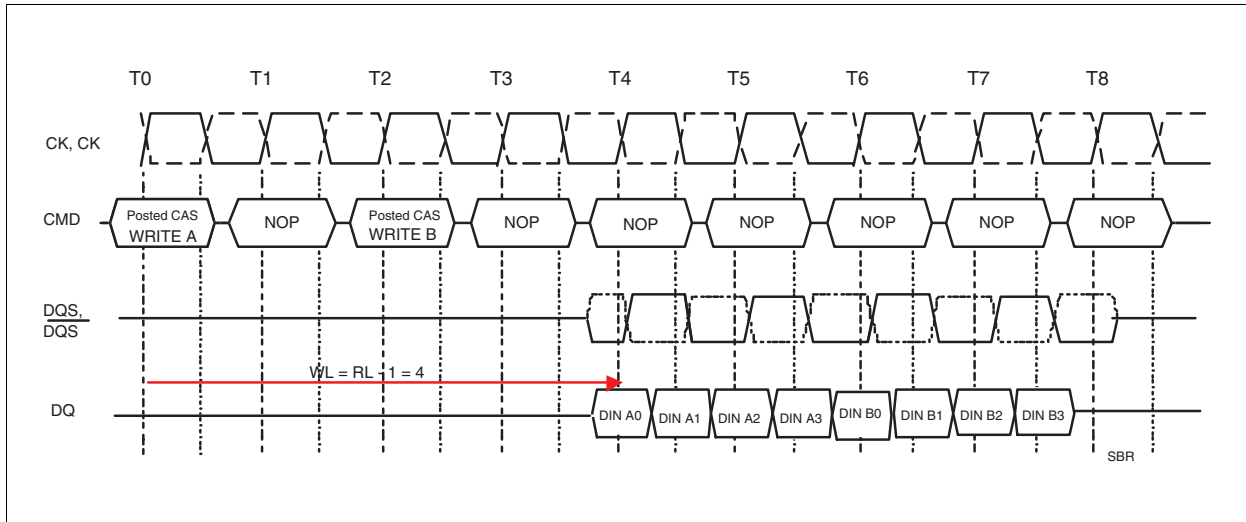 T0 T1 T2 T3 T4 T5 T6 T7 T8
CK, CK
CMD
Posted CAS
WRITE A
NOP
Posted CAS
WRITE B
NOP
NOP
NOP
NOP
NOP
NOP
DQS,
DQS
WL = RL - 1 = 4
DQ
DIN A0 DIN A1 DIN A2 DIN A3 DIN B0 DIN B1 DIN B2 DIN B3
SBR